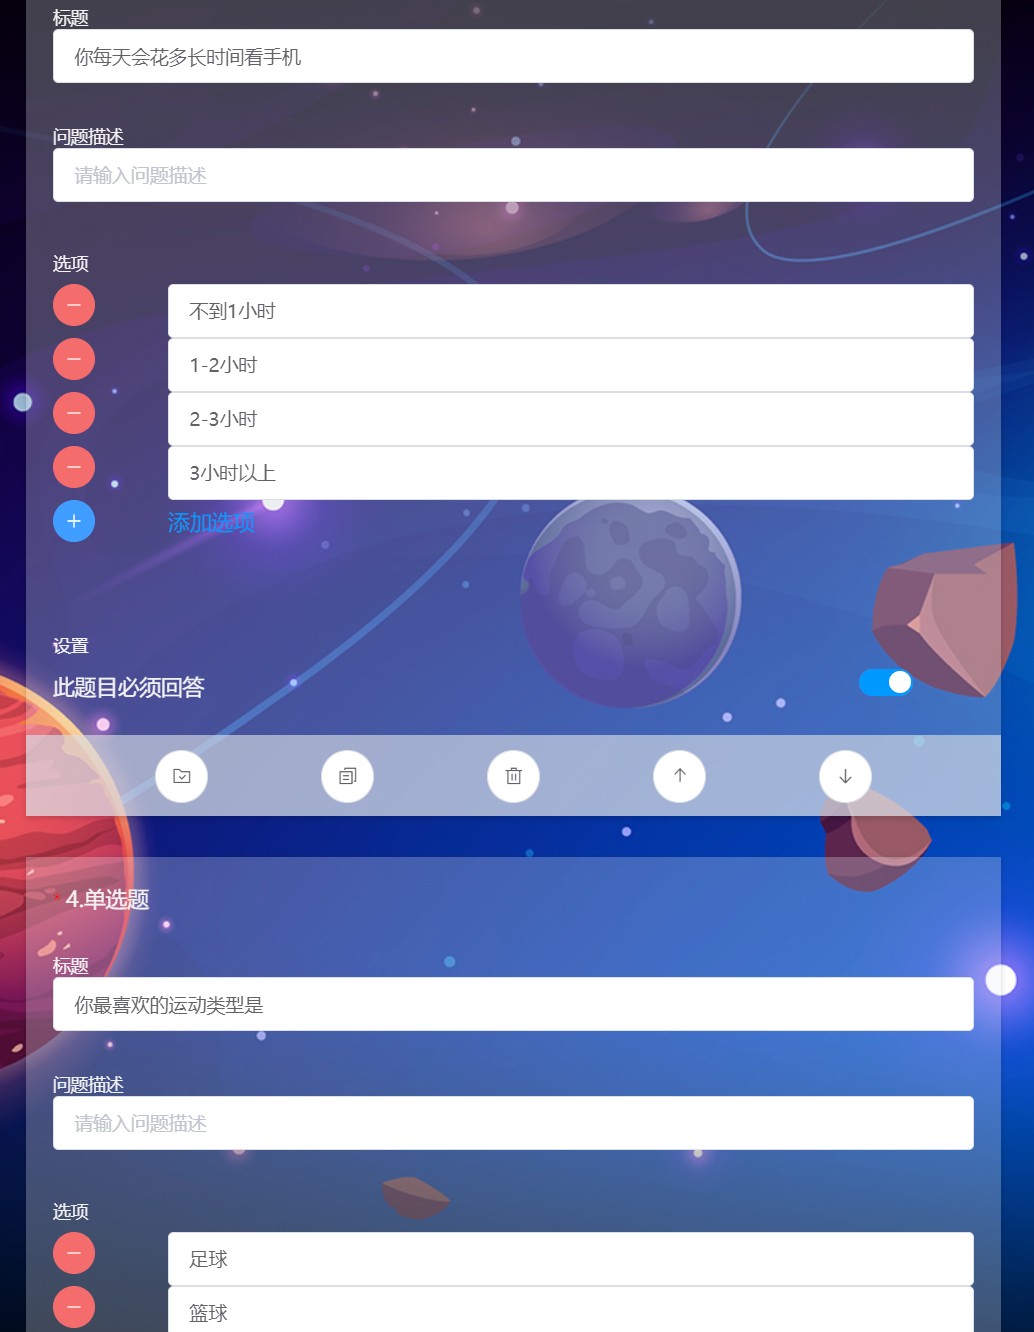 标题
你每天会花多长时间看手机
问题描述
请输入问题描述
选项
不到1小时
1-2小时
2-3小时
3小时以上
添加选项
设置
此题目必须回答
* 4.单选题
标题
你最喜欢的运动类型是
问题描述
请输入问题描述
选项
足球
篮球